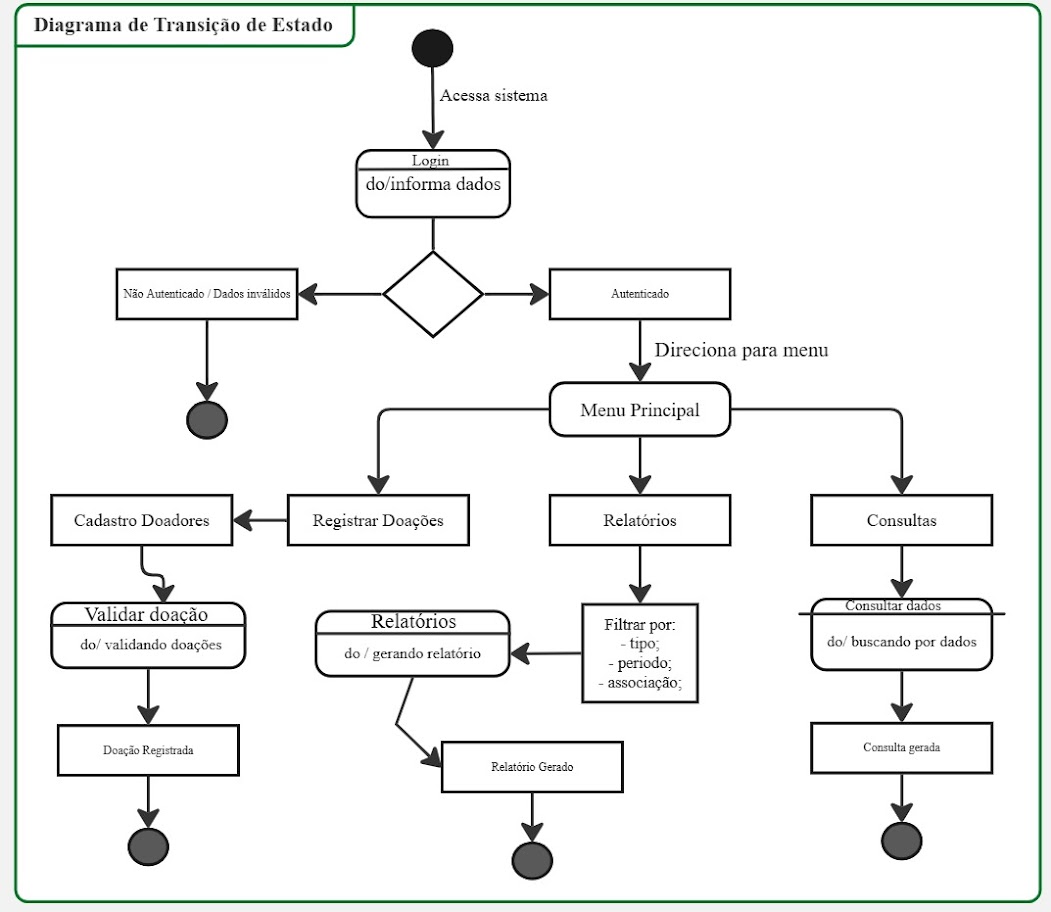 Diagrama de Transição de Estado
Acessa sistema
Login
do/informa dados
Não Autenticado / Dados inválidos
Autenticado
Direciona para menu
Menu Principal
Cadastro Doadores
Registrar Doações
Relatórios
Consultas
Validar doação
do/ validando doações
Relatórios
do / gerando relatório
Filtrar por:
- tipo;
- periodo;
- associação;
Consultar dados
do/ buscando por dados
Doação Registrada
Relatório Gerado
Consulta gerada